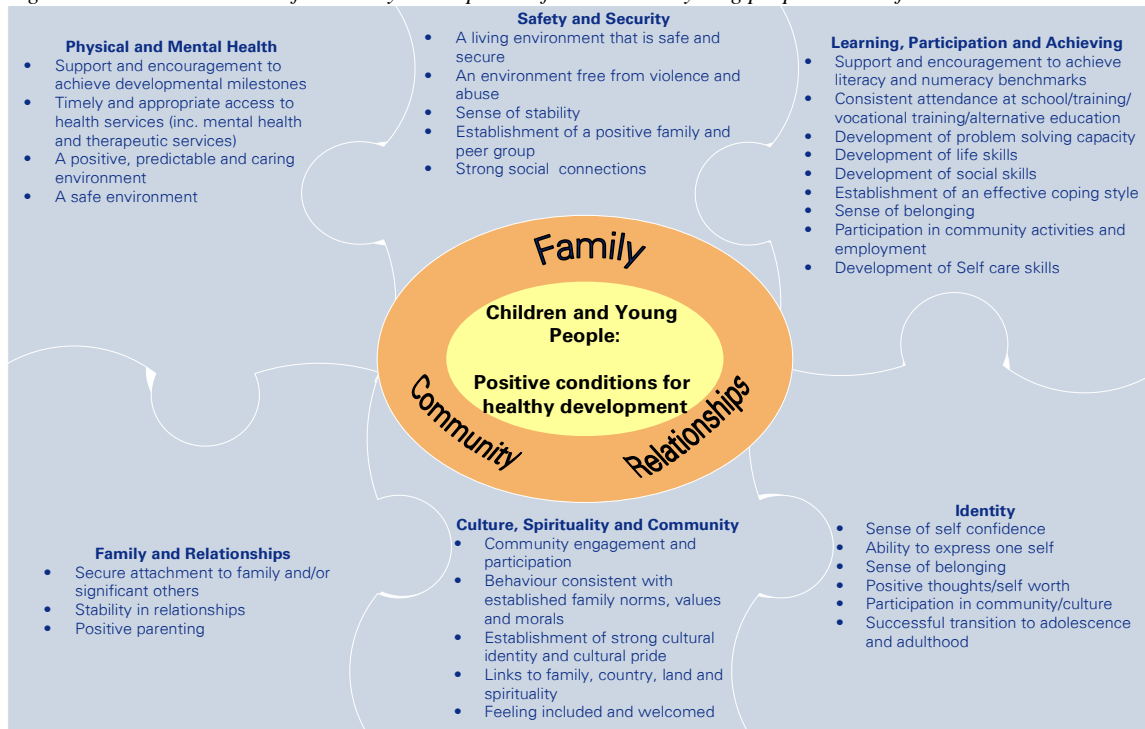 Safety and Security
• A living environment that is safe and
secure
• An environment free from violence and
abuse
• Sense of stability
• Establishment of a positive family and
peer group
• Strong social connections
Physical and Mental Health
• Support and encouragement to
achieve developmental milestones
• Timely and appropriate access to
health services (inc. mental health
and therapeutic services)
• A positive, predictable and caring
environment
• A safe environment
Learning, Participation and Achieving
• Support and encouragement to achieve
literacy and numeracy benchmarks
• Consistent attendance at school/training/
vocational training/alternative education
• Development of problem solving capacity
• Development of life skills
• Development of social skills
• Establishment of an effective coping style
• Sense of belonging
• Participation in community activities and
employment
• Development of Self care skills
Family
Children and Young
People:
Positive conditions for
healthy development
Community
Relationships
Family and Relationships
• Secure attachment to family and/or
significant others
• Stability in relationships
• Positive parenting
Culture, Spirituality and Community
• Community engagement and
participation
• Behaviour consistent with
established family norms, values
and morals
• Establishment of strong cultural
identity and cultural pride
• Links to family, country, land and
spirituality
• Feeling included and welcomed
Identity
• Sense of self confidence
• Ability to express one self
• Sense of belonging
• Positive thoughts/self worth
• Participation in community/culture
• Successful transition to adolescence
and adulthood